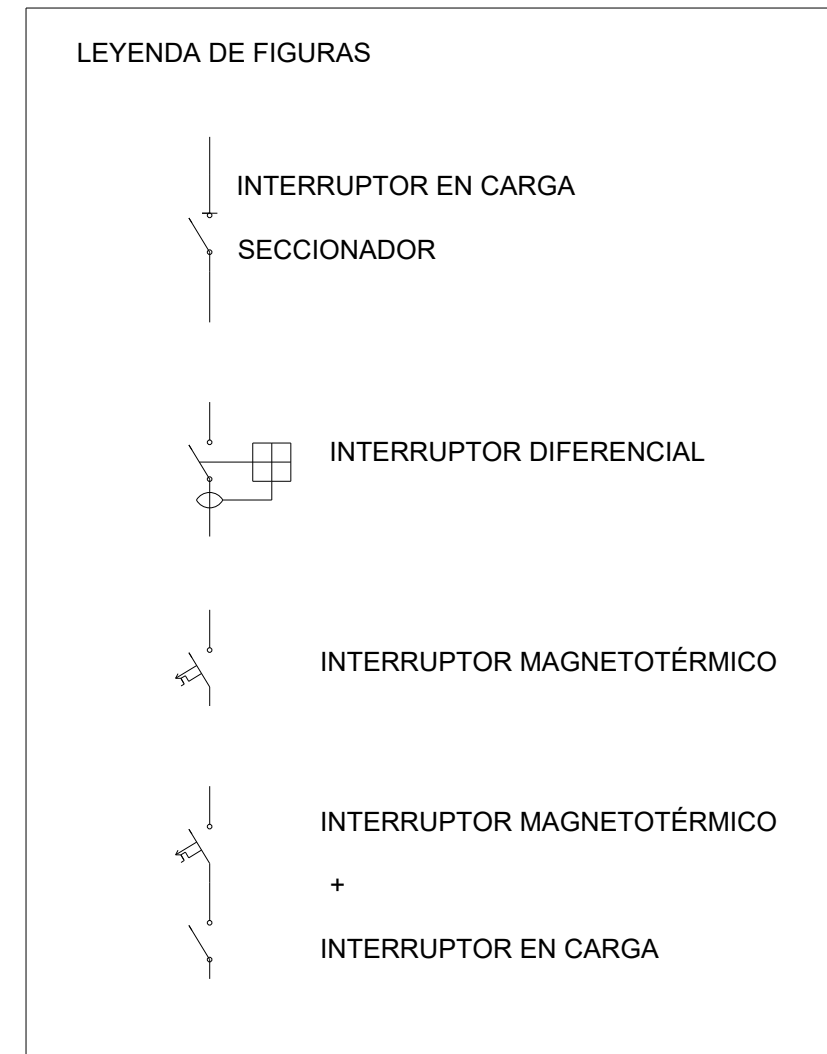 LEYENDA DE FIGURAS
INTERRUPTOR EN CARGA
SECCIONADOR
INTERRUPTOR DIFERENCIAL
INTERRUPTOR MAGNETOTÉRMICO
INTERRUPTOR MAGNETOTÉRMICO
+
INTERRUPTOR EN CARGA